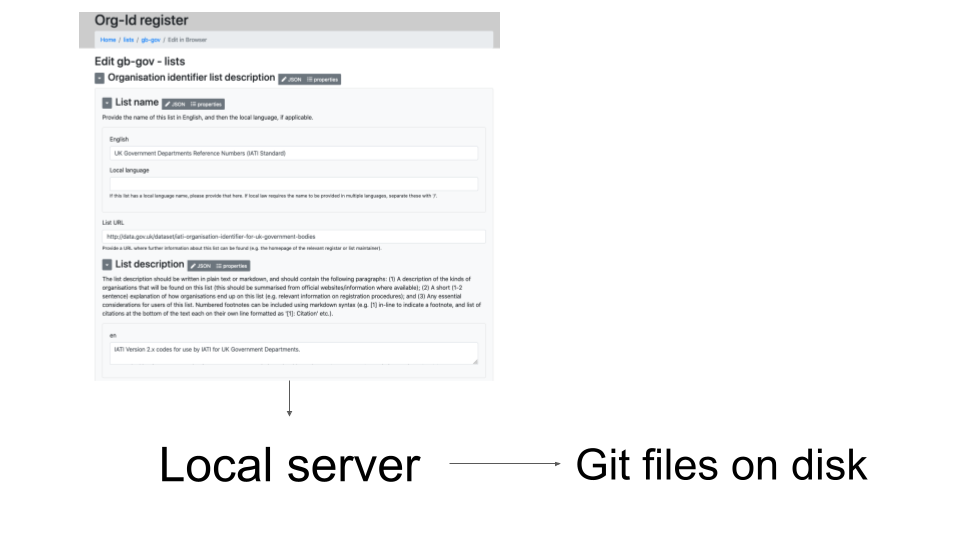 Org-Id register
Home / lists / gb-gov / Edit in Browser
Edit gb-gov - lists
Organisation identifier list description JSON properties
List name JSON properties
Provide the name of this list in English, and then the local language, if applicable.
English
UK Government Departments Reference Numbers (IATI Standard)
Local language
If this list has a local language name, please provide that here. If local law requires the name to be provided in multiple languages, separate these with '/'.
List URL
http://data.gov.uk/dataset/iati-organisation-identifier-for-uk-government-bodies
Provide a URL where further information about this list can be found (e.g. the homepage of the relevant registrar or list maintainer).
List description JSON properties
The list description should be written in plain text or markdown, and should contain the following paragraphs: (1) A description of the kinds of
organisations that will be found on this list (this should be summarised from official websites/information where available); (2) A short (1-2
sentence) explanation of how organisations end up on this list (e.g. relevant information on registration procedures); and (3) Any essential
considerations for users of this list. Numbered footnotes can be included using markdown syntax (e.g. [1] in-line to indicate a footnote, and list of
citations at the bottom of the text each on their own line formatted as '[1]: Citation' etc.).
en
IATI Version 2.x codes for use by IATI for UK Government Departments.
Local server
Git files on disk